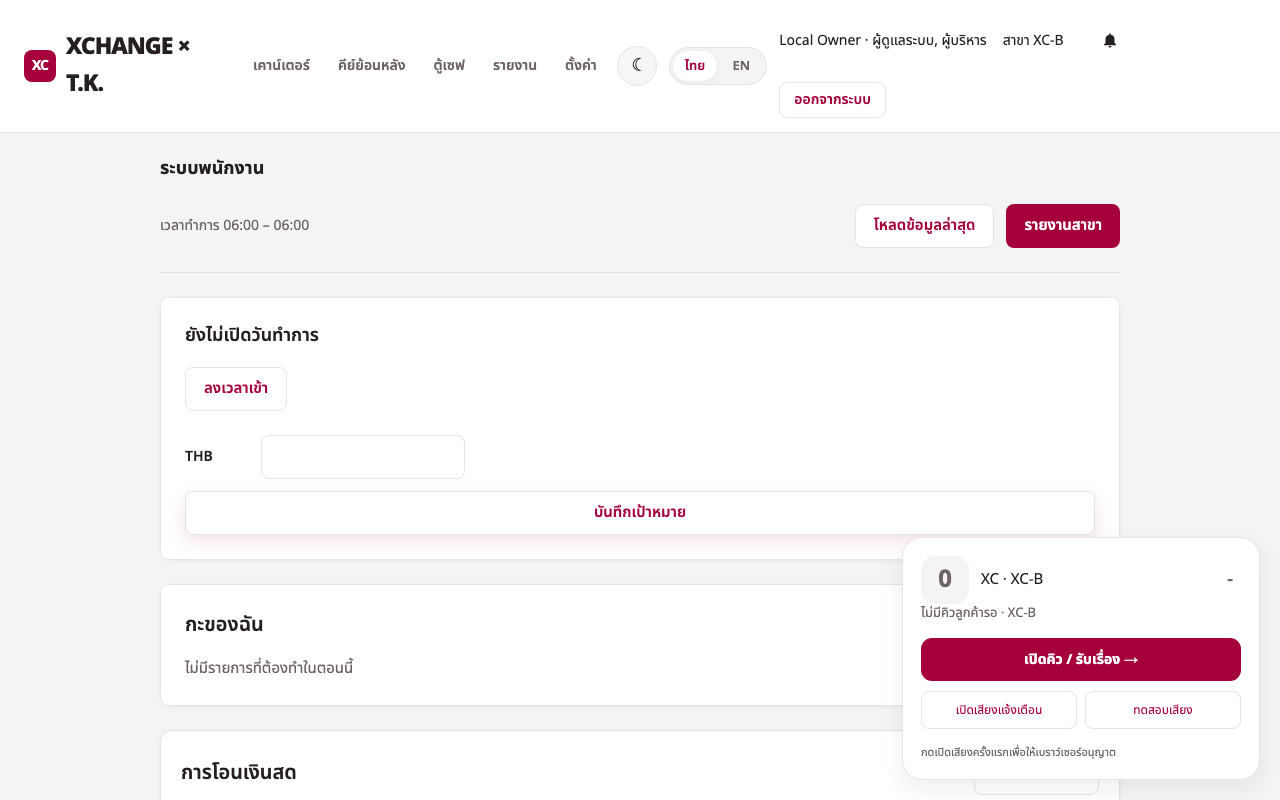 XC
XCHANGE × T.K.
เคาน์เตอร์
คีย์ย้อนหลัง
ตู้เซฟ
รายงาน
ตั้งค่า
ไทย
EN
Local Owner · ผู้ดูแลระบบ, ผู้บริหาร
สาขา XC-B
ออกจากระบบ
ระบบพนักงาน
เวลาทำการ 06:00 – 06:00
โหลดข้อมูลล่าสุด
รายงานสาขา
ยังไม่เปิดวันทำการ
ลงเวลาเข้า
THB
บันทึกเป้าหมาย
กะของฉัน
ไม่มีรายการที่ต้องทำในตอนนี้
การโอนเงินสด
0
XC · XC-B
-
ไม่มีคิวลูกค้ารอ · XC-B
เปิดคิว / รับเรื่อง →
เปิดเสียงแจ้งเตือน
ทดสอบเสียง
กดเปิดเสียงครั้งแรกเพื่อให้เบราว์เซอร์อนุญาต